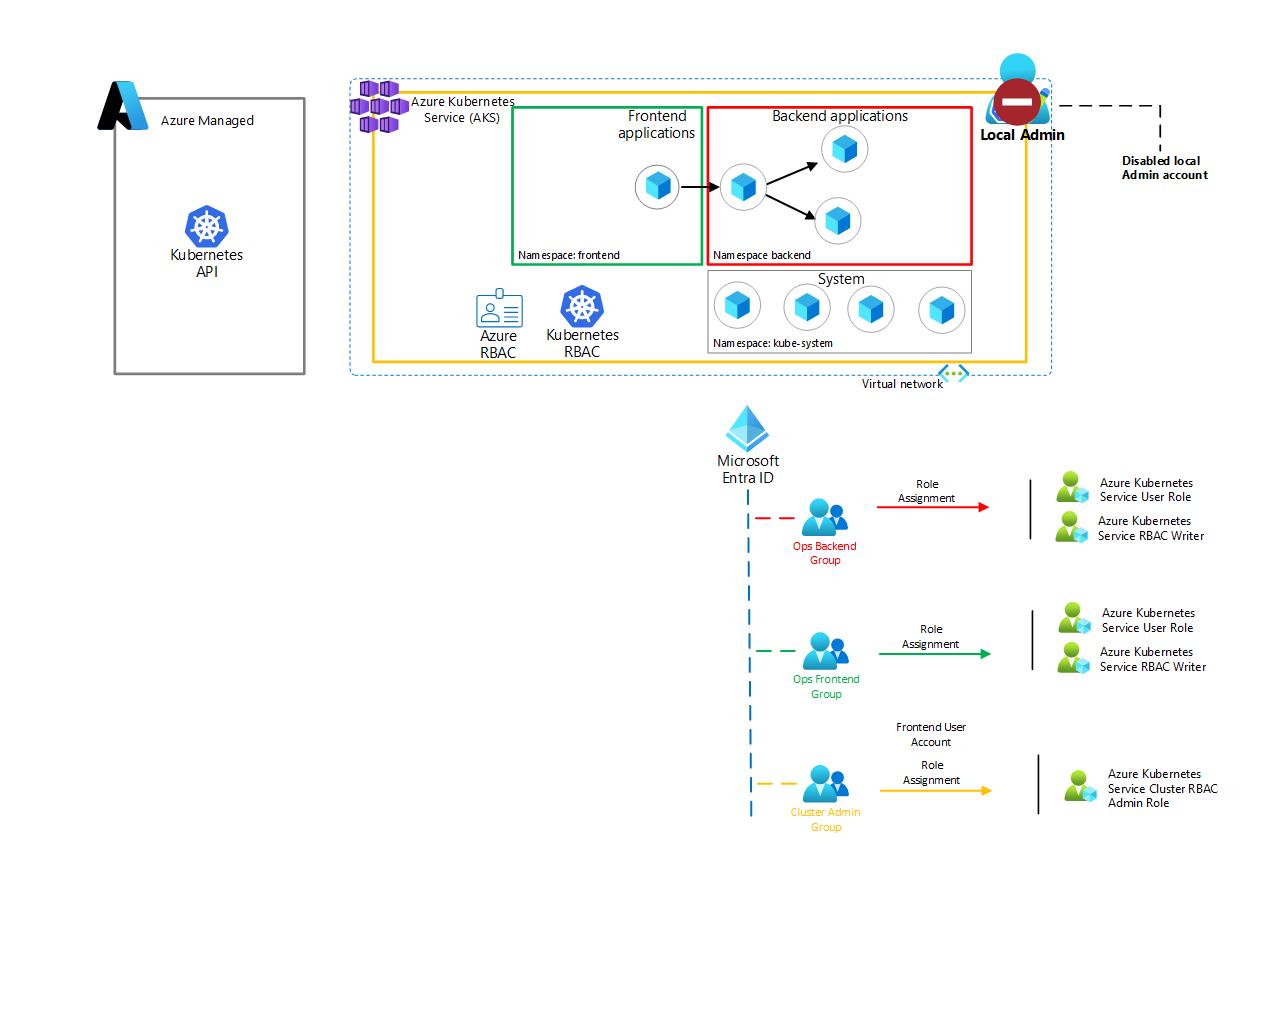 Azure Managed
Kubernetes
API
Azure Kubernetes
Service (AKS)
Frontend
applications
Namespace: frontend
Backend applications
Namespace backend
System
Namespace: kube-system
Azure
RBAC
Kubernetes
RBAC
Virtual network
Local Admin
Disabled local
Admin account
Microsoft
Entra ID
Ops Backend
Group
Role
Assignment
Azure Kubernetes
Service User Role
Azure Kubernetes
Service RBAC Writer
Ops Frontend
Group
Role
Assignment
Azure Kubernetes
Service User Role
Azure Kubernetes
Service RBAC Writer
Frontend User
Account
Cluster Admin
Group
Role
Assignment
Azure Kubernetes
Service Cluster RBAC
Admin Role